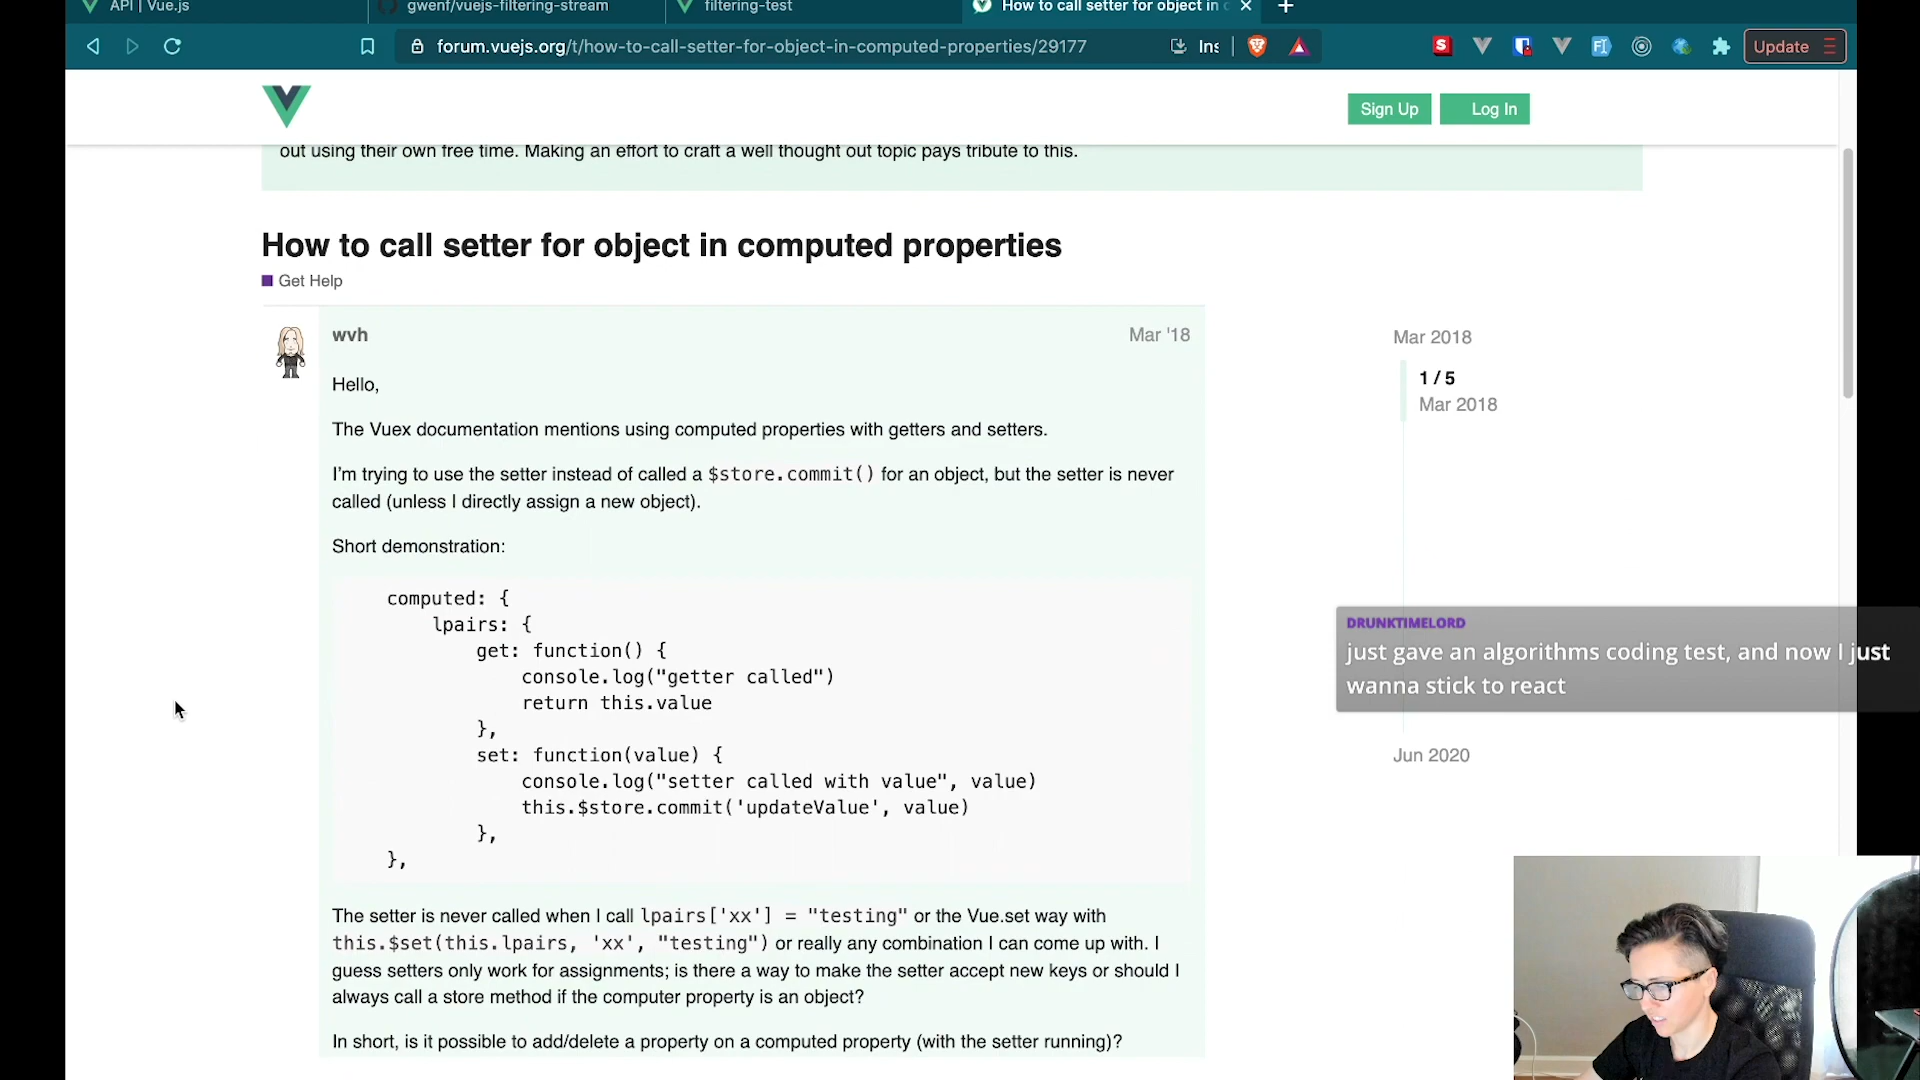 API | Vue.js
gwenf/vuejs-filtering-stream
filtering-test
How to call setter for object in c
forum.vuejs.org/t/how-to-call-setter-for-object-in-computed-properties/29177
Ins
Update
Sign Up
Log In
out using their own free time. Making an effort to craft a well thought out topic pays tribute to this.
How to call setter for object in computed properties
Get Help
wvh
Mar '18
Hello,
The Vuex documentation mentions using computed properties with getters and setters.
I'm trying to use the setter instead of called a $store.commit() for an object, but the setter is never
called (unless I directly assign a new object).
Short demonstration:
computed: {
lpairs: {
get: function() {
console.log("getter called")
return this.value
},
set: function(value) {
console.log("setter called with value", value)
this.$store.commit('updateValue', value)
},
},
The setter is never called when I call lpairs['xx'] = "testing" or the Vue.set way with
this.$set(this.lpairs, 'xx', "testing") or really any combination I can come up with. I
guess setters only work for assignments; is there a way to make the setter accept new keys or should I
always call a store method if the computer property is an object?
In short, is it possible to add/delete a property on a computed property (with the setter running)?
Mar 2018
1 / 5
Mar 2018
Jun 2020
DRUNKTIMELORD
just gave an algorithms coding test, and now I just
wanna stick to react